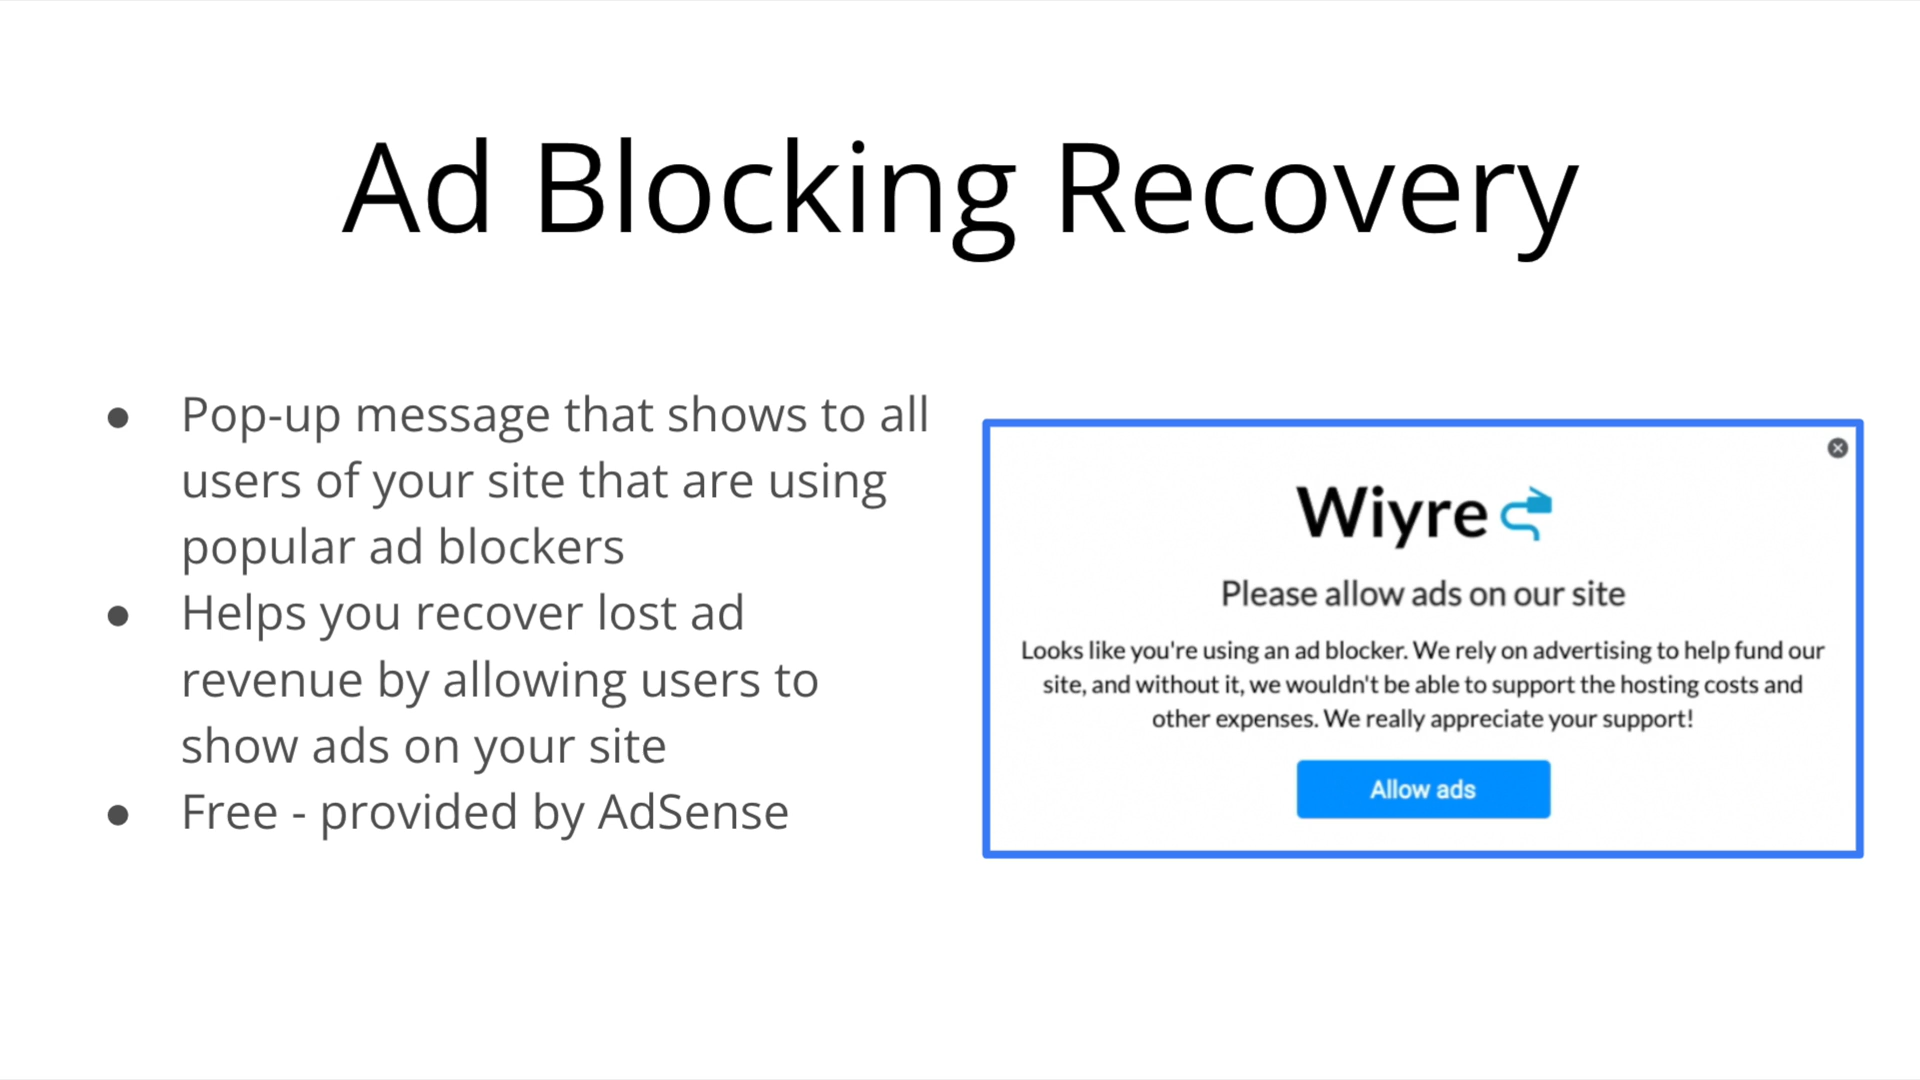 Ad Blocking Recovery
● Pop-up message that shows to all
users of your site that are using
popular ad blockers
● Helps you recover lost ad
revenue by allowing users to
show ads on your site
● Free - provided by AdSense
Wiyre
Please allow ads on our site
Looks like you're using an ad blocker. We rely on advertising to help fund our
site, and without it, we wouldn't be able to support the hosting costs and
other expenses. We really appreciate your support!
Allow ads